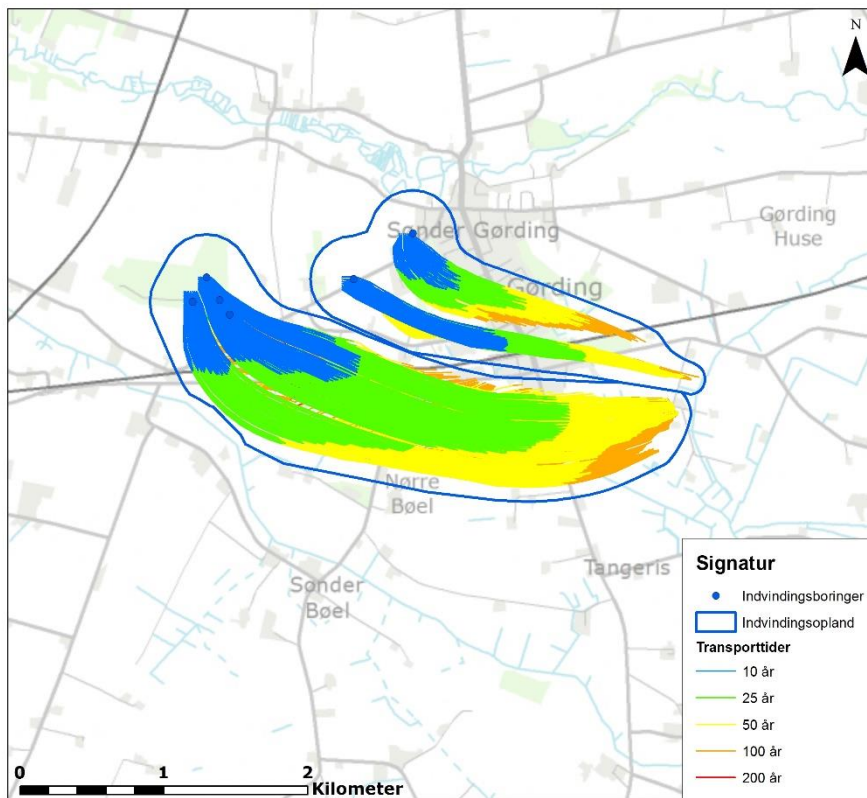 N
Sønder Gørding
Gørding
Huse
Gørding
Nørre
Bøel
Sønder
Bøel
Tangeris
Signatur
Indvindingsboringer
Indvindingsopland
Transporttider
10 år
25 år
50 år
100 år
200 år
0 1 2
Kilometer